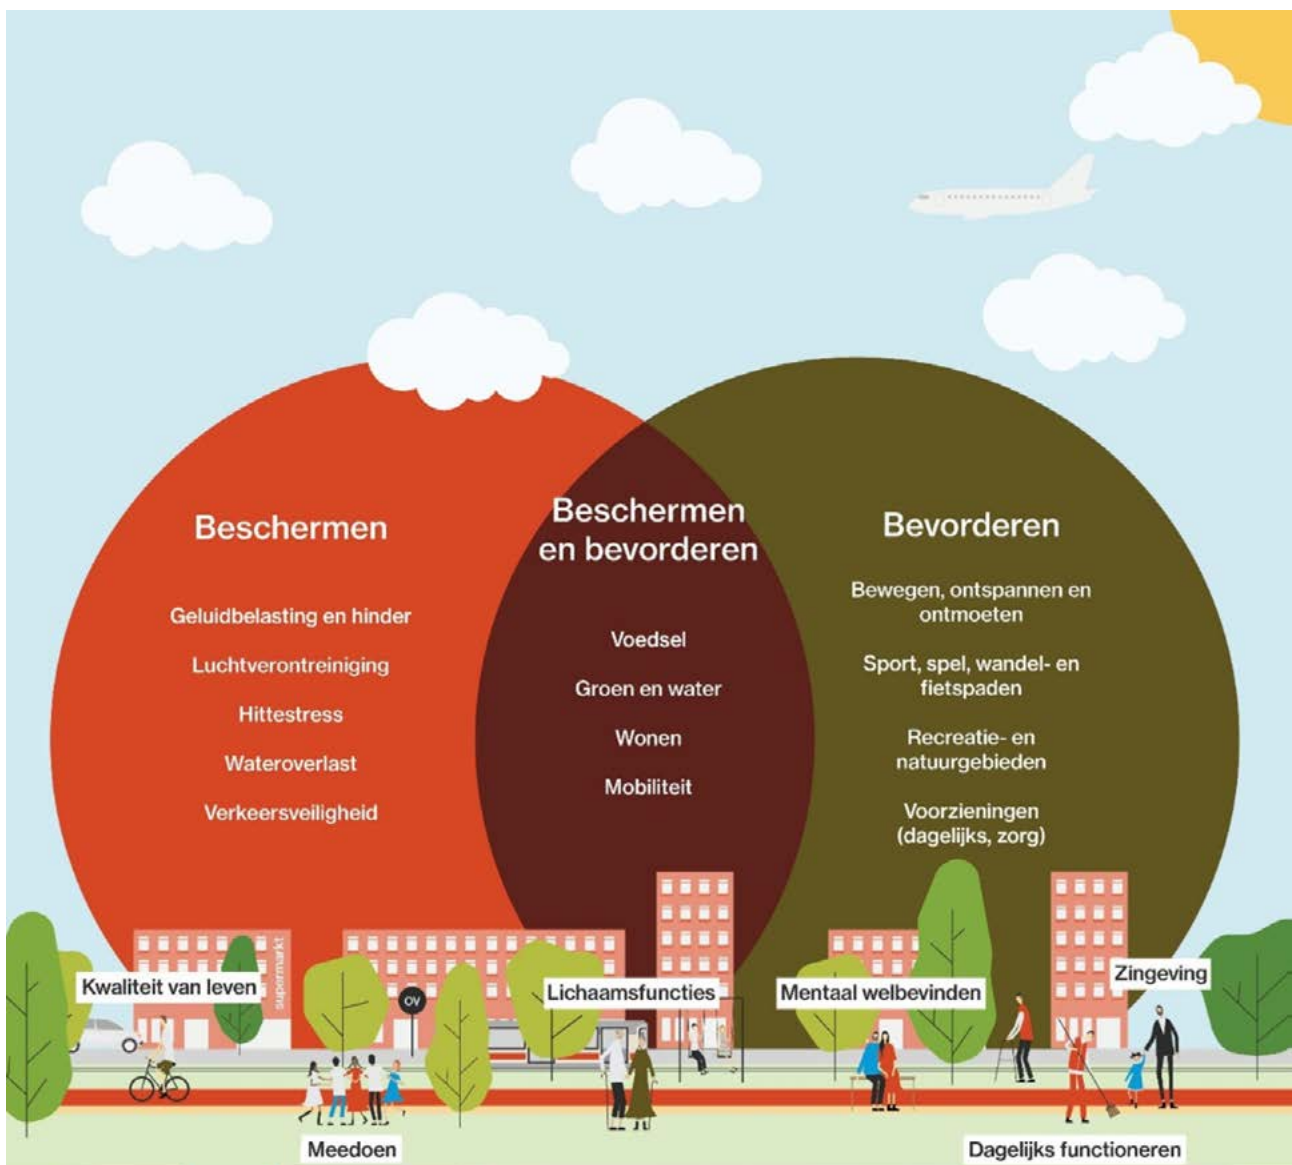 Beschermen
Geluidbelasting en hinder
Luchtverontreiniging
Hittestress
Wateroverlast
Verkeersveiligheid
Beschermen
en bevorderen
Voedsel
Groen en water
Wonen
Mobiliteit
Bevorderen
Bewegen, ontspannen en
ontmoeten
Sport, spel, wandel- en
fietspaden
Recreatie- en
natuurgebieden
Voorzieningen
(dagelijks, zorg)
Kwaliteit van leven
supermarkt
OV
Lichaamsfuncties
Mentaal welbevinden
Zingeving
Meedoen
Dagelijks functioneren